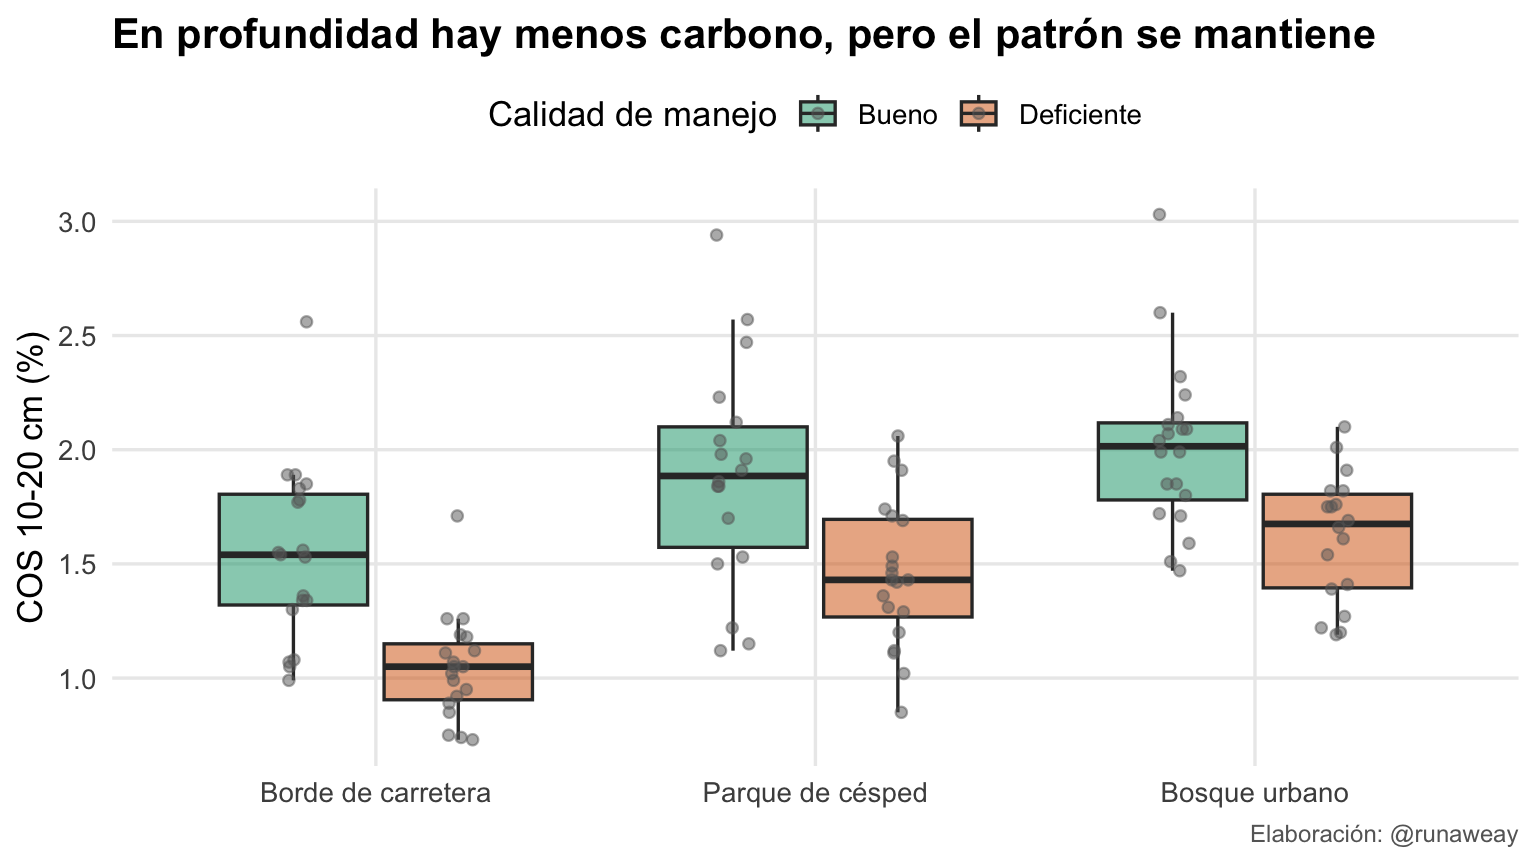 En profundidad hay menos carbono, pero el patrón se mantiene
Calidad de manejo Bueno Deficiente
COS 10-20 cm (%)
3.0
2.5
2.0
1.5
1.0
Borde de carretera Parque de césped Bosque urbano
Elaboración: @runaweay